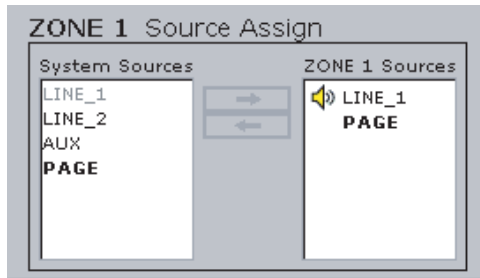 ZONE 1 Source Assign
System Sources
LINE_1
LINE_2
AUX
PAGE
ZONE 1 Sources
LINE_1
PAGE